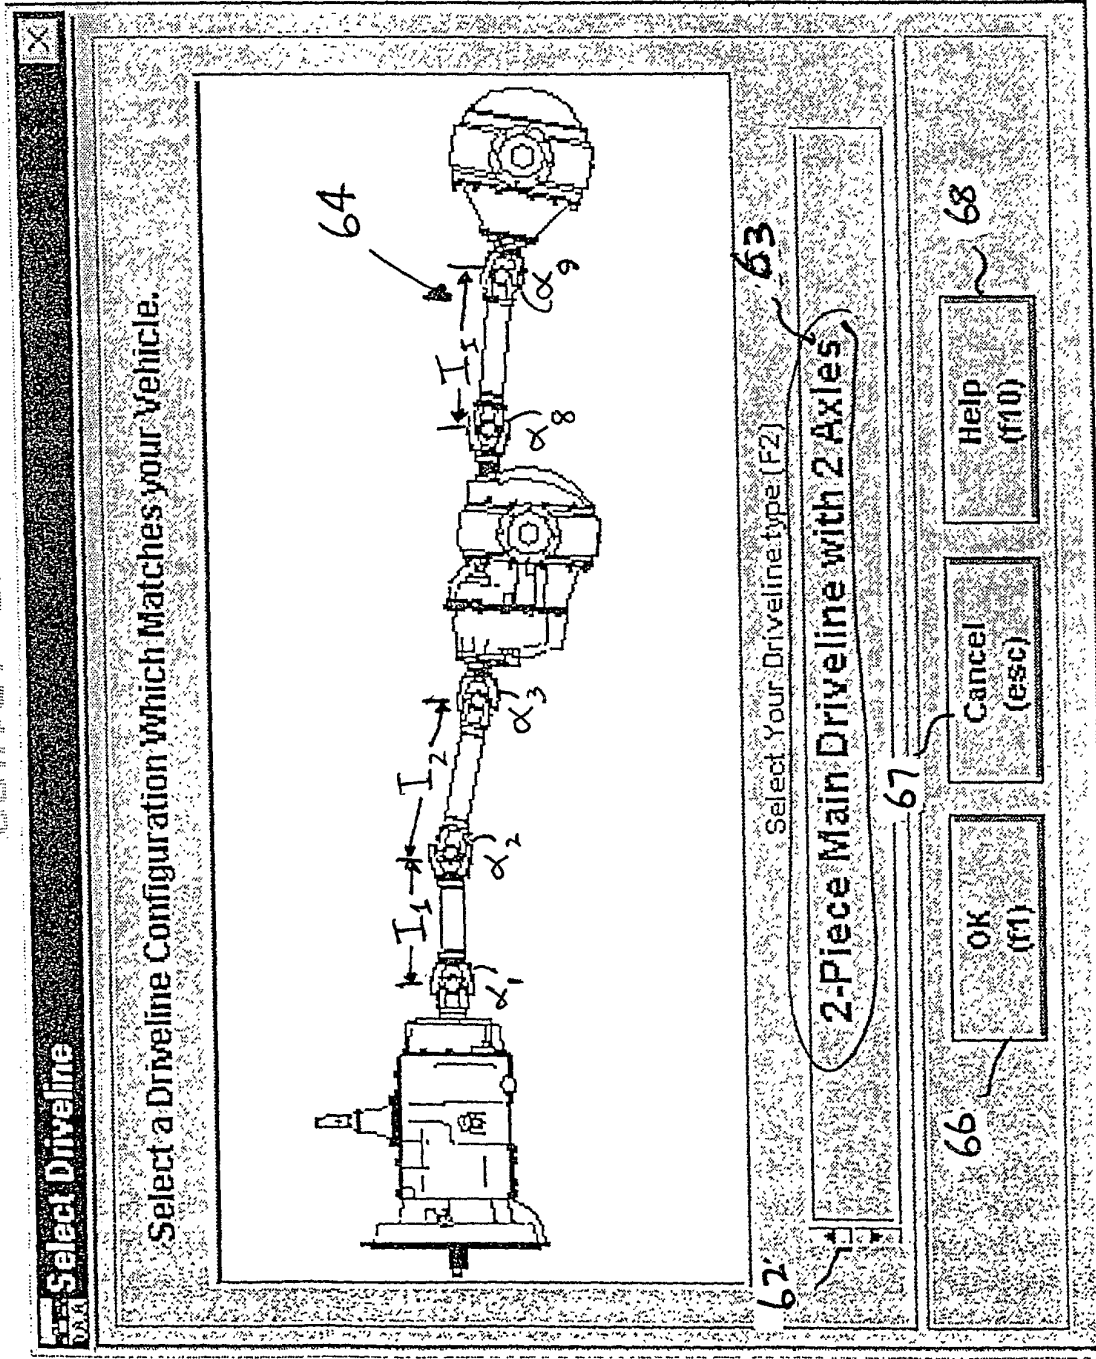 Select Driveline
Select a Driveline Configuration Which Matches your Vehicle.
64
I₁
I₂
I₅
α₁
α₂
α₃
α₈
α₉
Select Your Driveline type (F2)
63
62'
2-Piece Main Driveline with 2 Axles
66
67
68
OK
(f1)
Cancel
(esc)
Help
(f10)